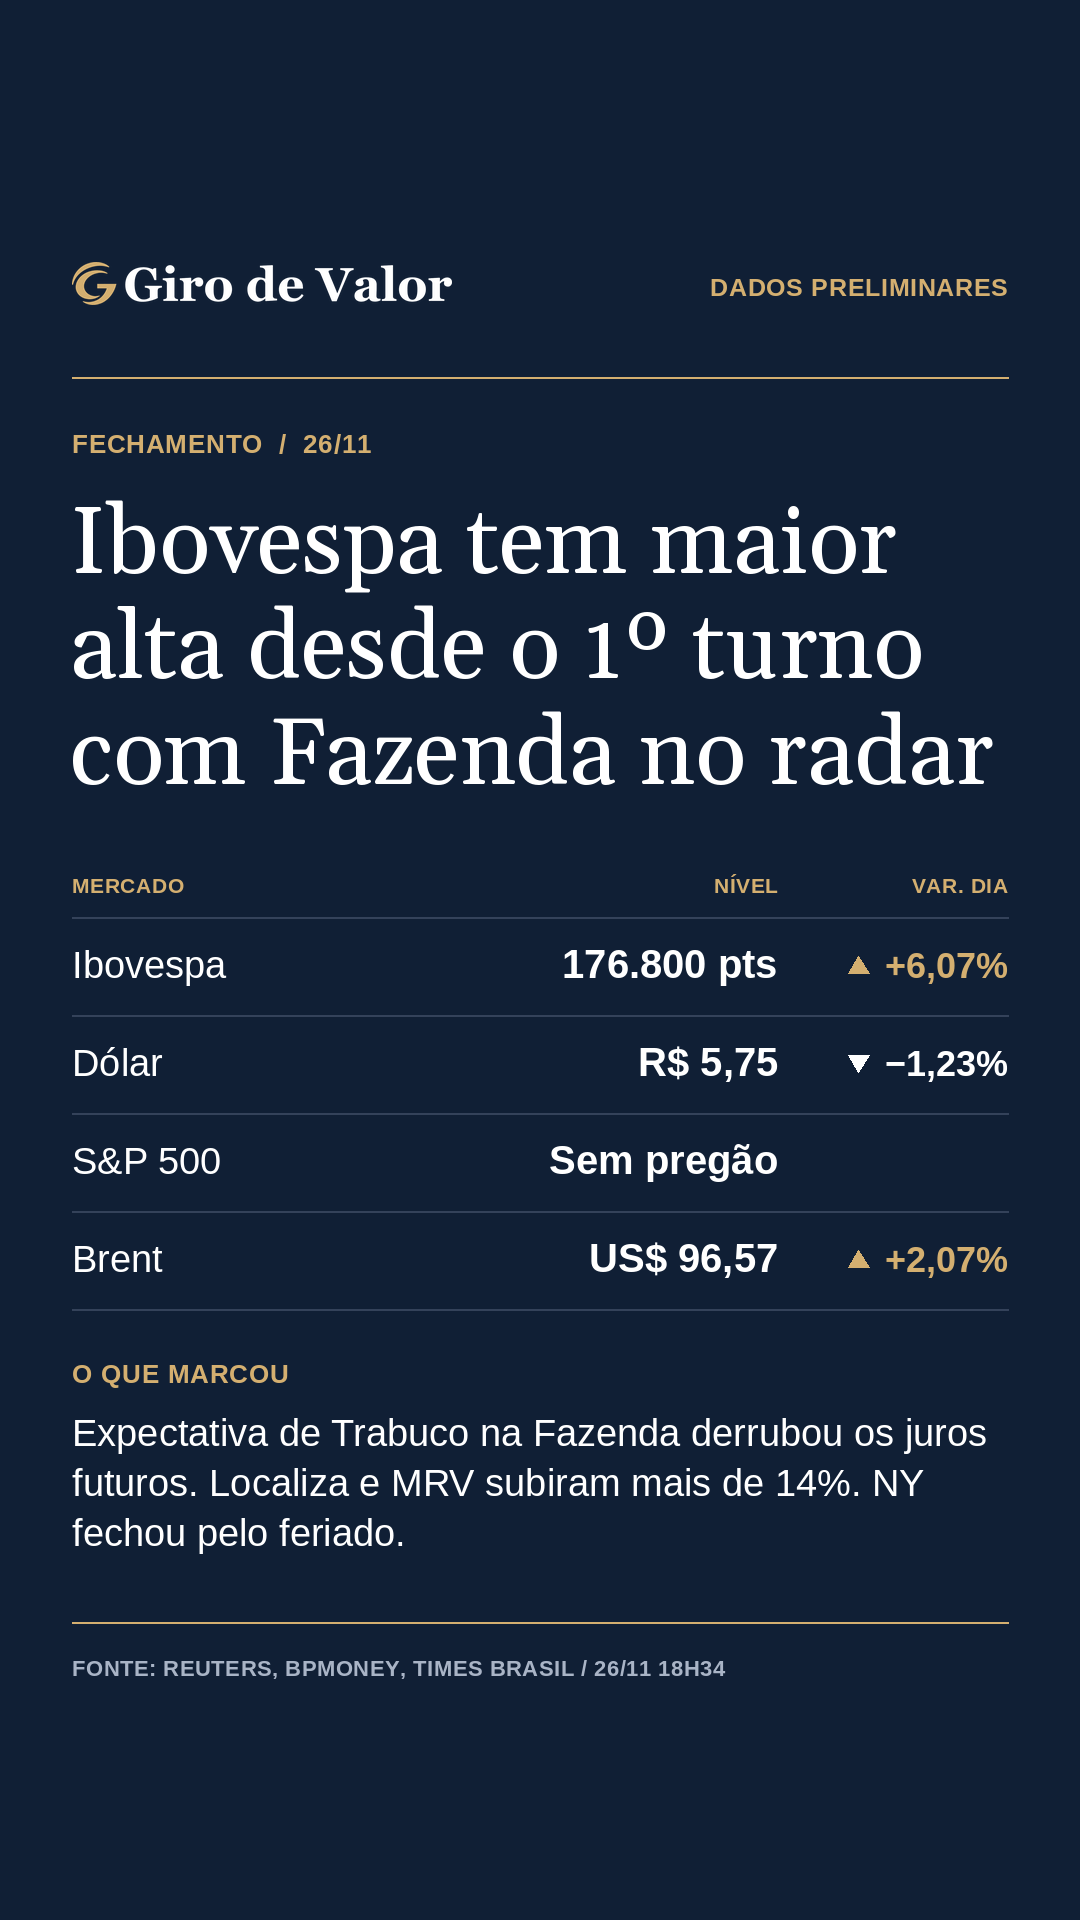 Giro de Valor
DADOS PRELIMINARES
FECHAMENTO / 26/11
Ibovespa tem maior
alta desde o 1º turno
com Fazenda no radar
MERCADO NÍVEL VAR. DIA
Ibovespa 176.800 pts ▲ +6,07%
Dólar R$ 5,75 ▼ −1,23%
S&P 500 Sem pregão
Brent US$ 96,57 ▲ +2,07%
O QUE MARCOU
Expectativa de Trabuco na Fazenda derrubou os juros
futuros. Localiza e MRV subiram mais de 14%. NY
fechou pelo feriado.
FONTE: REUTERS, BPMONEY, TIMES BRASIL / 26/11 18H34